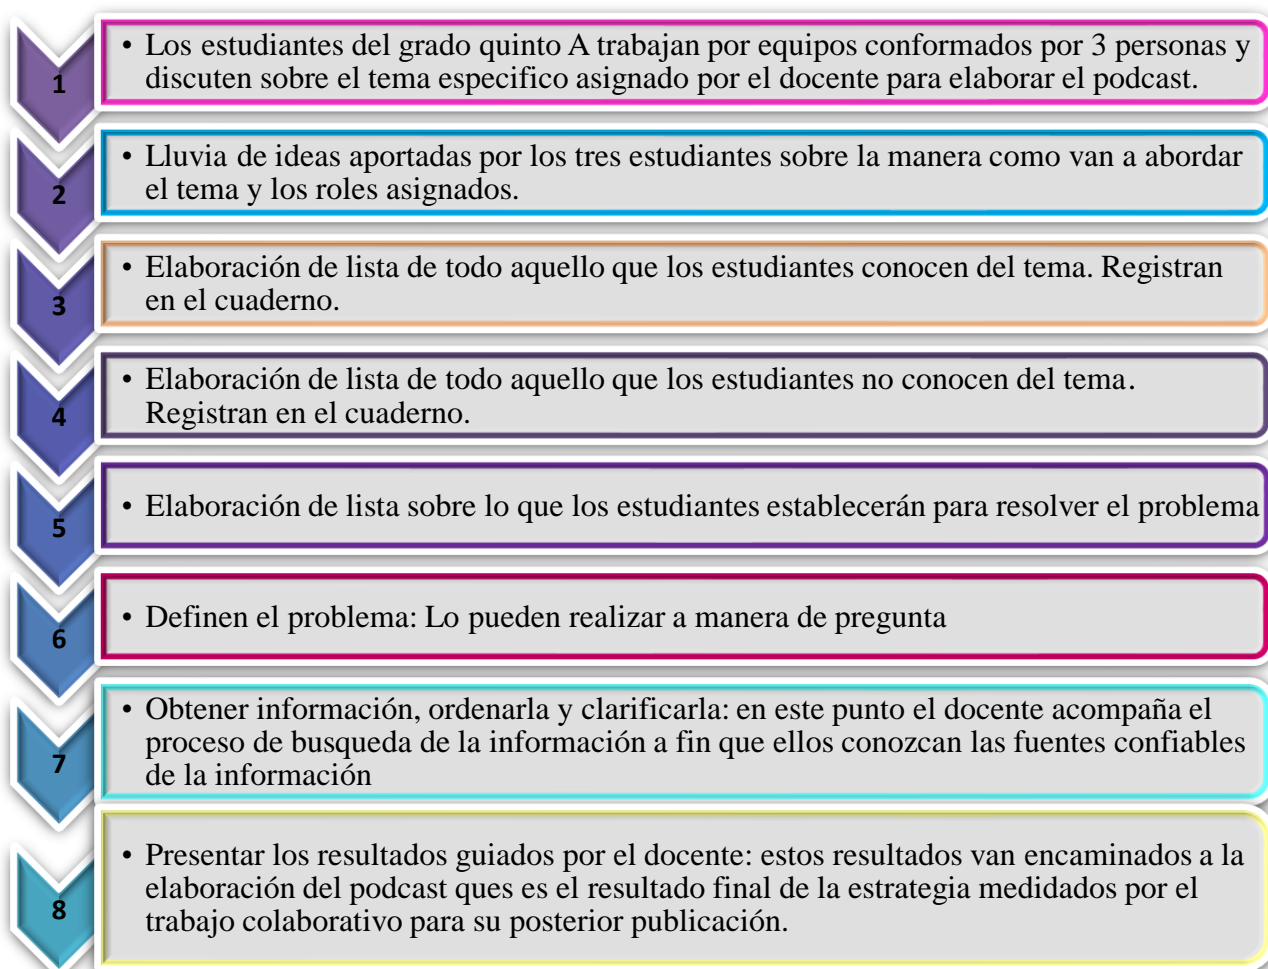 1
• Los estudiantes del grado quinto A trabajan por equipos conformados por 3 personas y
discuten sobre el tema especifico asignado por el docente para elaborar el podcast.
2
• Lluvia de ideas aportadas por los tres estudiantes sobre la manera como van a abordar
el tema y los roles asignados.
3
• Elaboración de lista de todo aquello que los estudiantes conocen del tema. Registran
en el cuaderno.
4
• Elaboración de lista de todo aquello que los estudiantes no conocen del tema.
Registran en el cuaderno.
5
• Elaboración de lista sobre lo que los estudiantes establecerán para resolver el problema
6
• Definen el problema: Lo pueden realizar a manera de pregunta
7
• Obtener información, ordenarla y clarificarla: en este punto el docente acompaña el
proceso de busqueda de la información a fin que ellos conozcan las fuentes confiables
de la información
8
• Presentar los resultados guiados por el docente: estos resultados van encaminados a la
elaboración del podcast ques es el resultado final de la estrategia medidados por el
trabajo colaborativo para su posterior publicación.